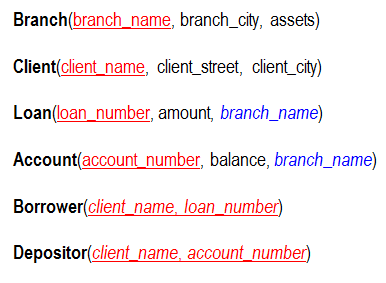 Branch(branch_name, branch_city, assets)
Client(client_name, client_street, client_city)
Loan(loan_number, amount, branch_name)
Account(account_number, balance, branch_name)
Borrower(client_name, loan_number)
Depositor(client_name, account_number)